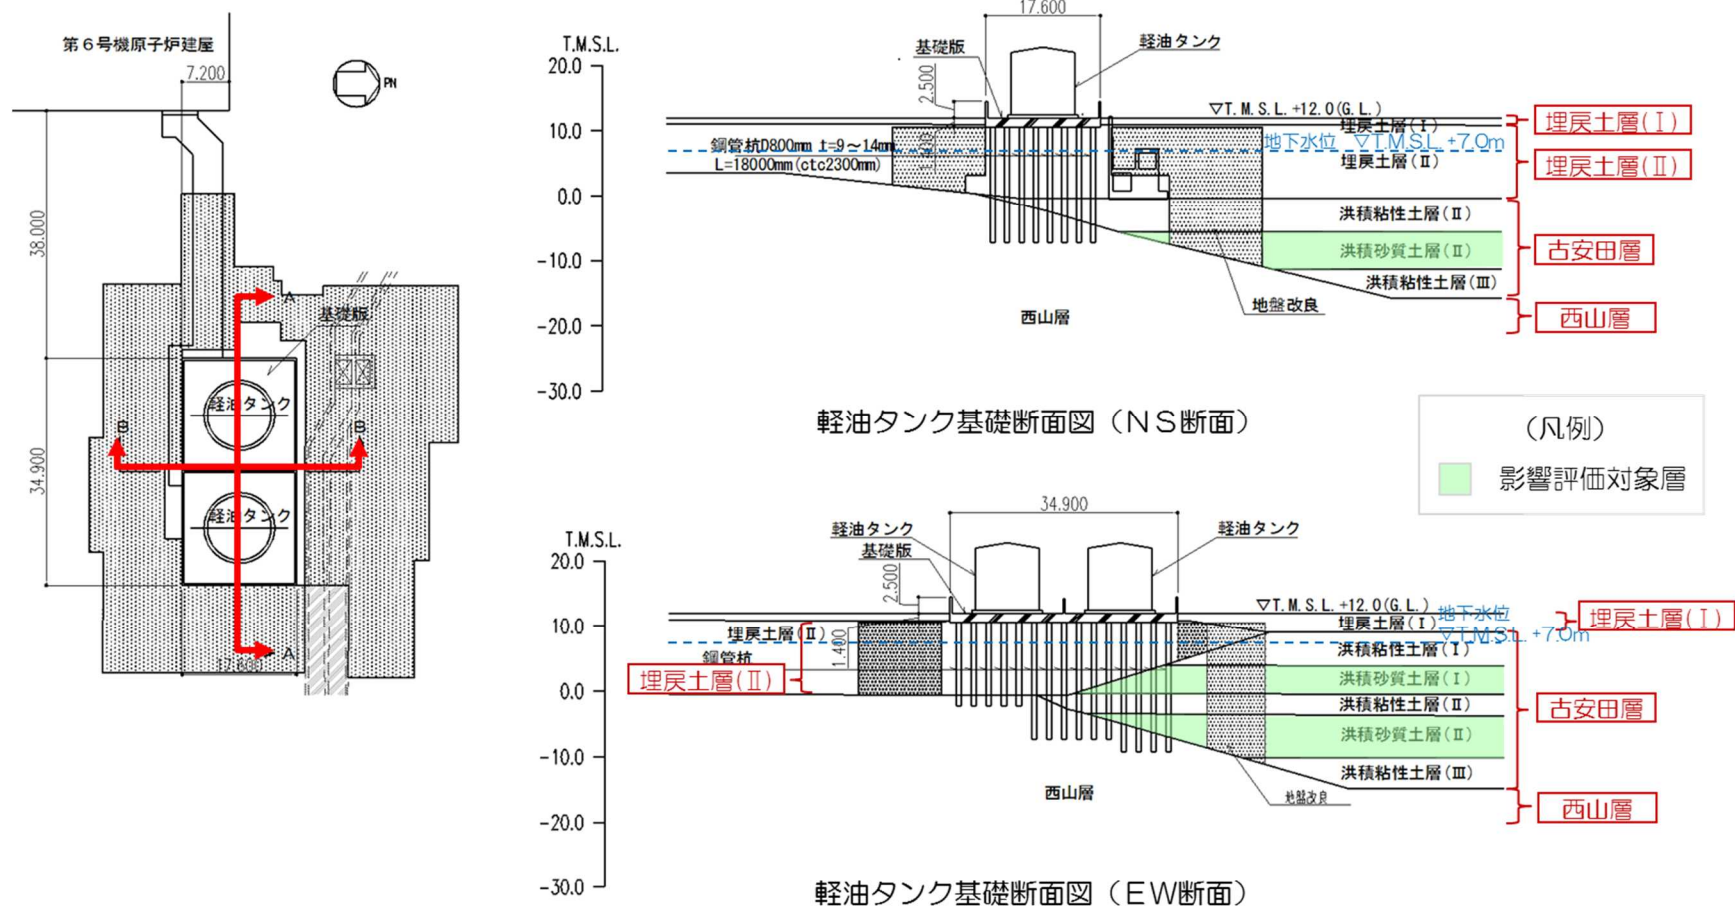 第６号機原子炉建屋
7.200
PN
38.000
A
基礎版
軽油タンク
B
B
34.900
軽油タンク
A
17.600
17.600
T.M.S.L.
基礎版
軽油タンク
20.0
2.500
▽T.M.S.L.+12.0(G.L.)
埋戻土層(Ⅰ)
埋戻土層(Ⅰ)
10.0
鋼管杭D800mm t=9～14mm
地下水位 ▽T.M.S.L. +7.0m
L=18000mm(ctc2300mm)
埋戻土層(Ⅱ)
埋戻土層(Ⅱ)
0.0
洪積粘性土層(Ⅱ)
洪積砂質土層(Ⅱ)
古安田層
-10.0
洪積粘性土層(Ⅲ)
地盤改良
西山層
西山層
-20.0
-30.0
軽油タンク基礎断面図（ＮＳ断面）
（凡例）
影響評価対象層
34.900
T.M.S.L.
軽油タンク
軽油タンク
基礎版
20.0
2.500
▽T.M.S.L.+12.0(G.L.)
地下水位
埋戻土層(Ⅰ)
埋戻土層(Ⅰ)
10.0
埋戻土層(Ⅱ)
▽T.M.S.L. +7.0m
1.400
洪積粘性土層(Ⅰ)
鋼管杭
埋戻土層(Ⅱ)
洪積砂質土層(Ⅰ)
0.0
洪積粘性土層(Ⅱ)
古安田層
洪積砂質土層(Ⅱ)
-10.0
洪積粘性土層(Ⅲ)
地盤改良
西山層
西山層
-20.0
-30.0
軽油タンク基礎断面図（ＥＷ断面）